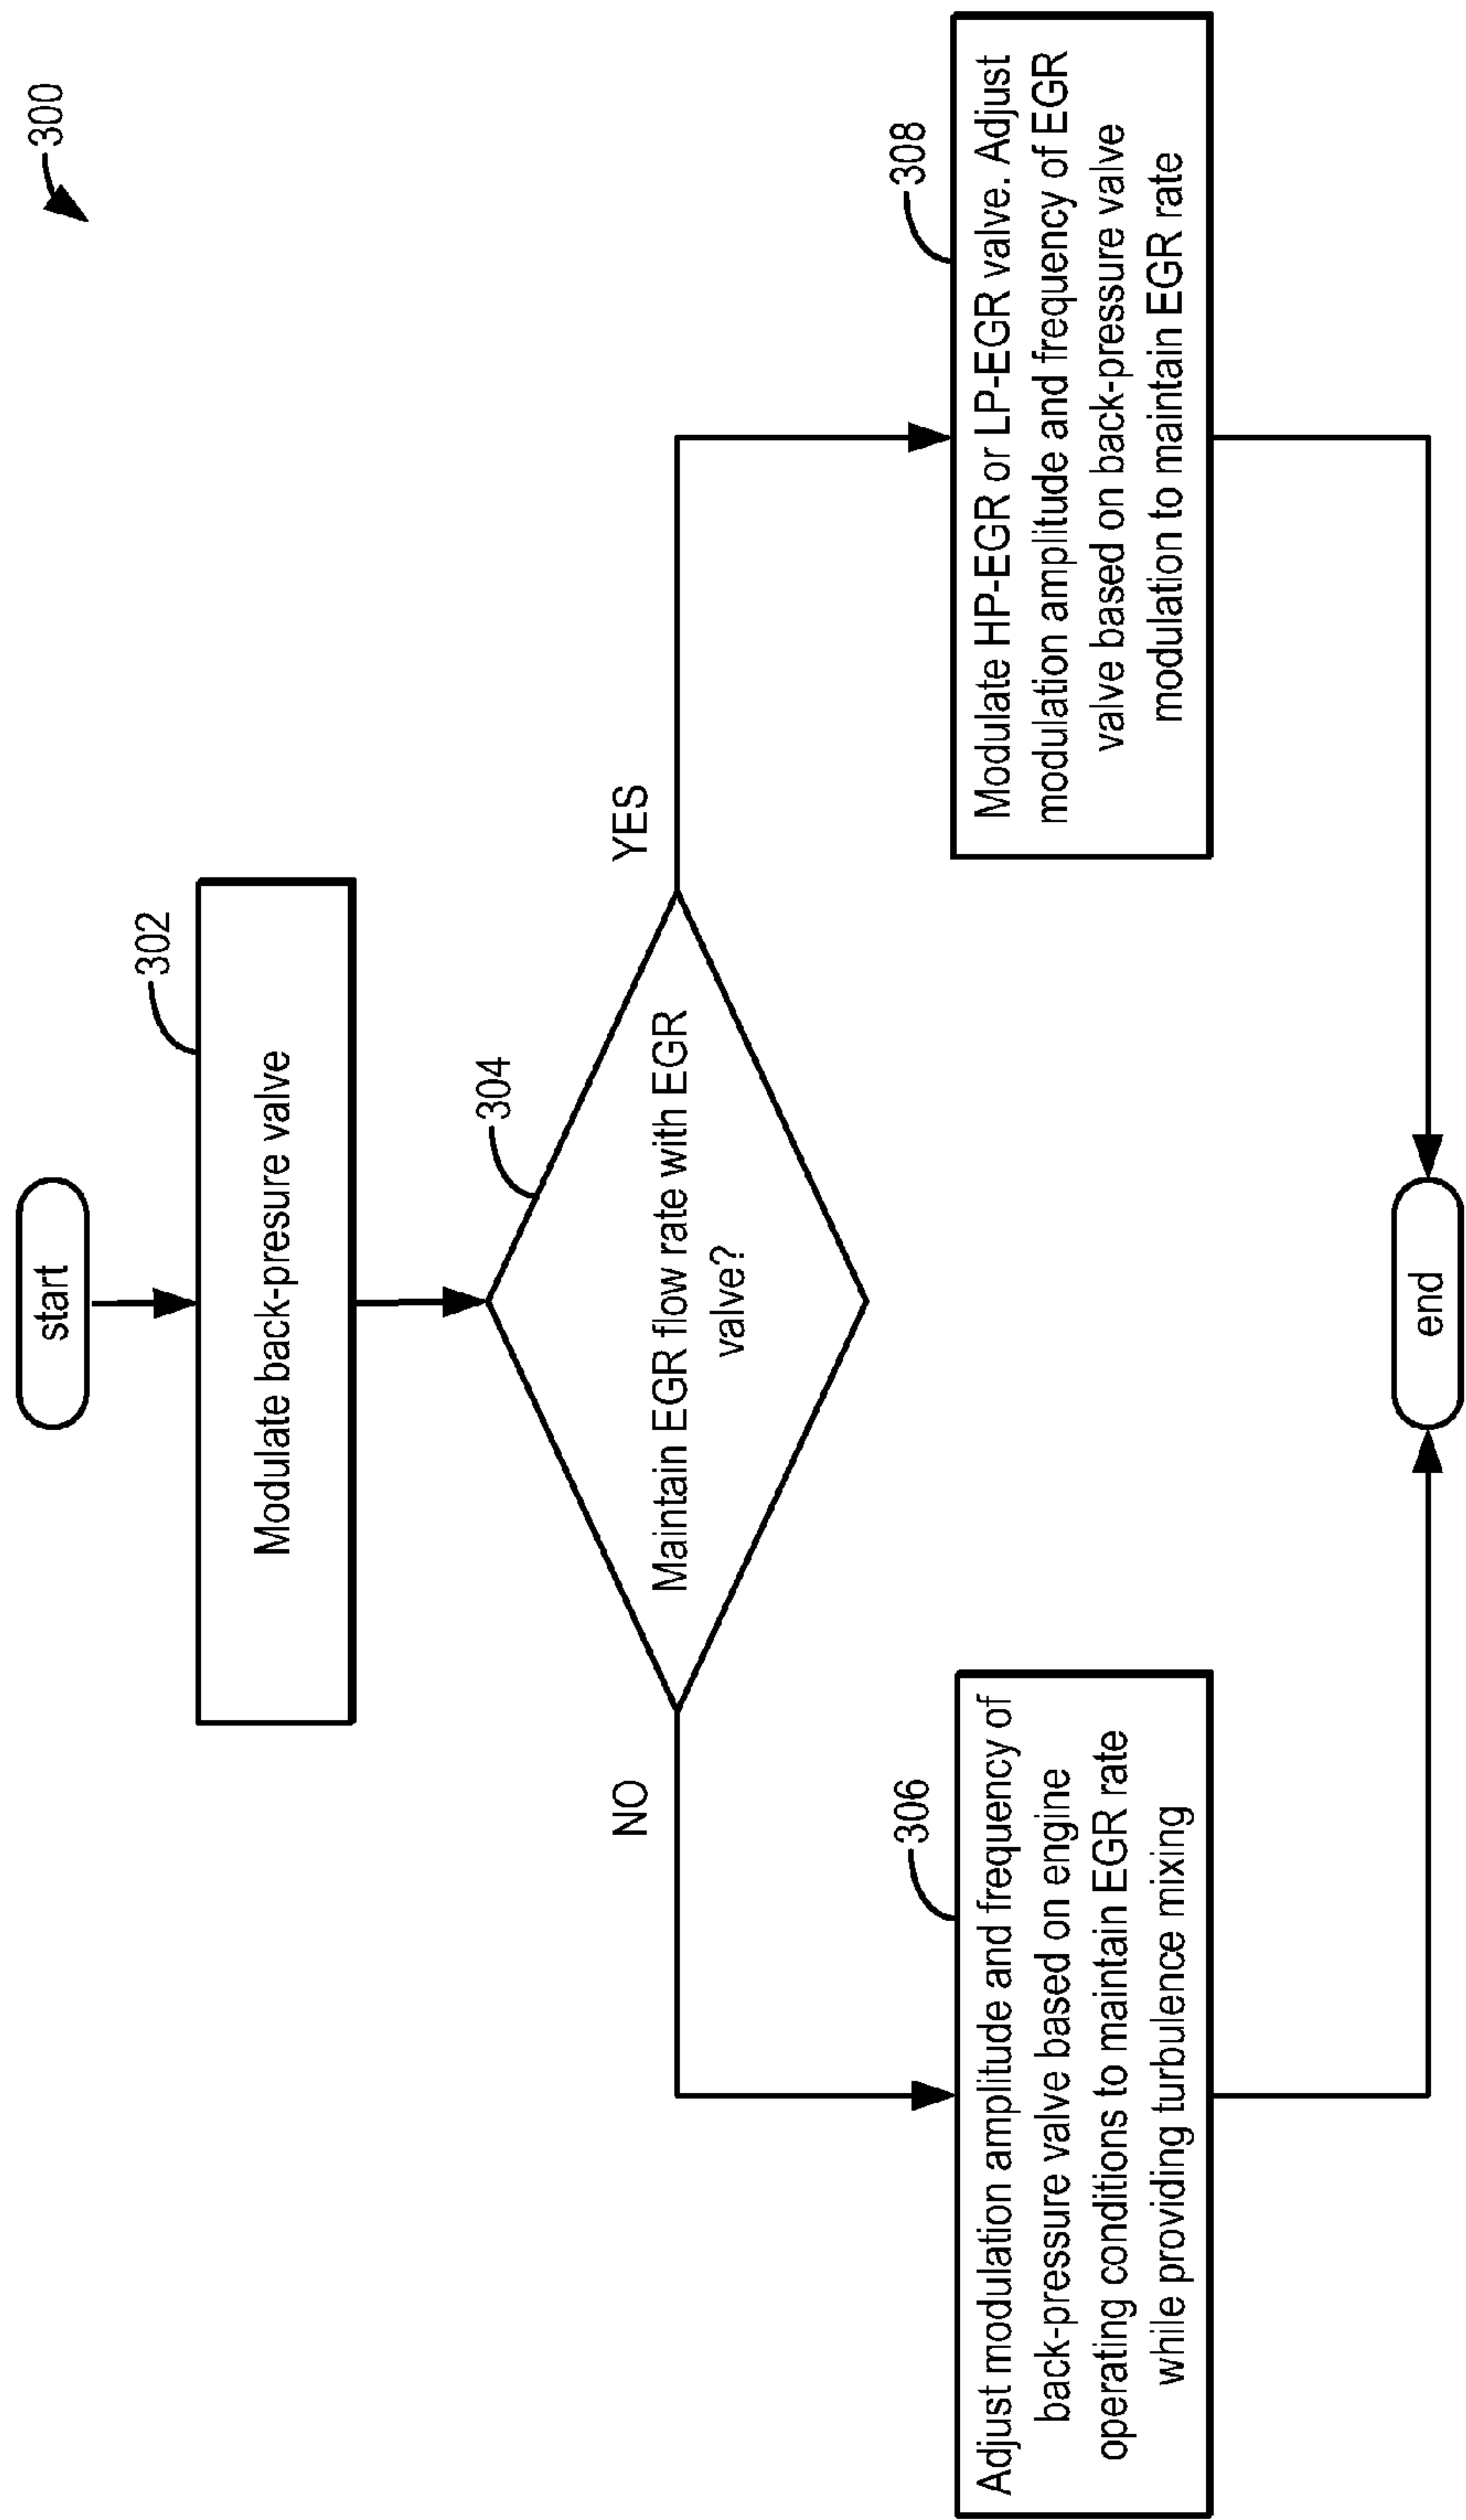 300
start
302
Modulate back-presure valve
304
Maintain EGR flow rate with EGR
valve?
NO
YES
306
Adjust modulation amplitude and frequency of
back-pressure valve based on engine
operating conditions to maintain EGR rate
while providing turbulence mixing
308
Modulate HP-EGR or LP-EGR valve. Adjust
modulation amplitude and frequency of EGR
valve based on back-pressure valve
modulation to maintain EGR rate
end